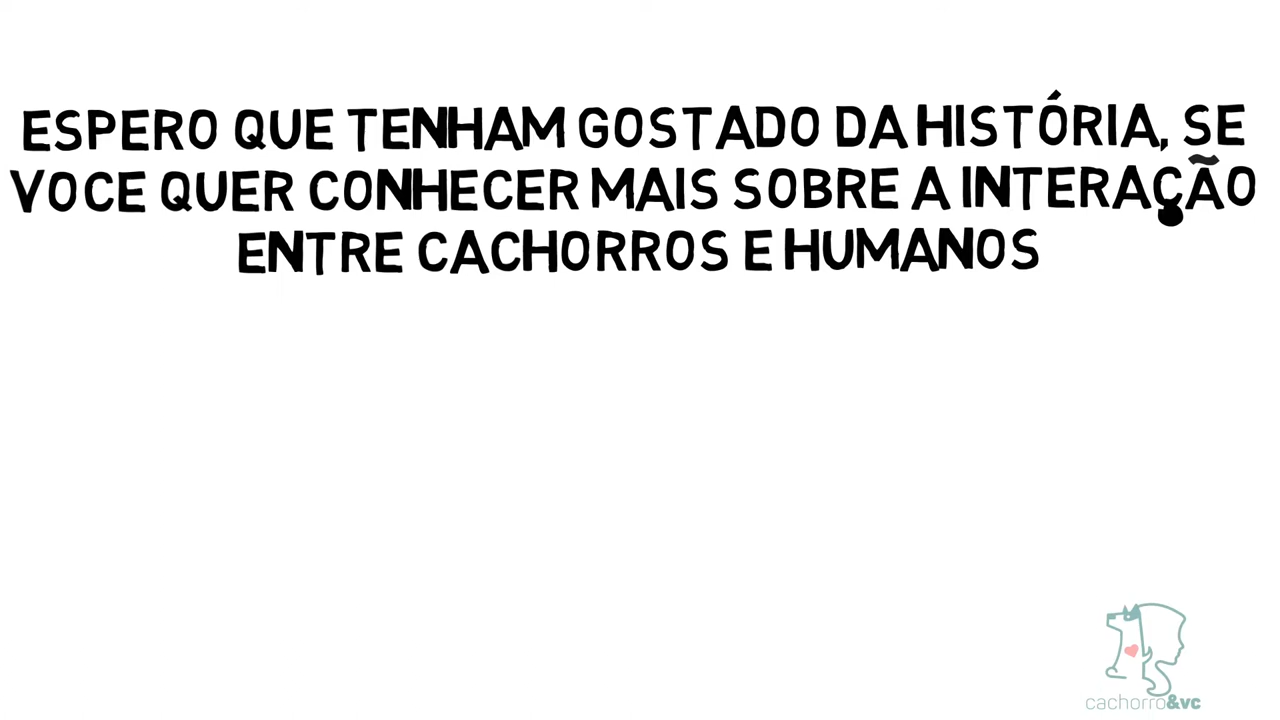 ESPERO QUE TENHAM GOSTADO DA HISTÓRIA, SE
VOCE QUER CONHECER MAIS SOBRE A INTERAÇÃO
ENTRE CACHORROS E HUMANOS
cachorro&vc